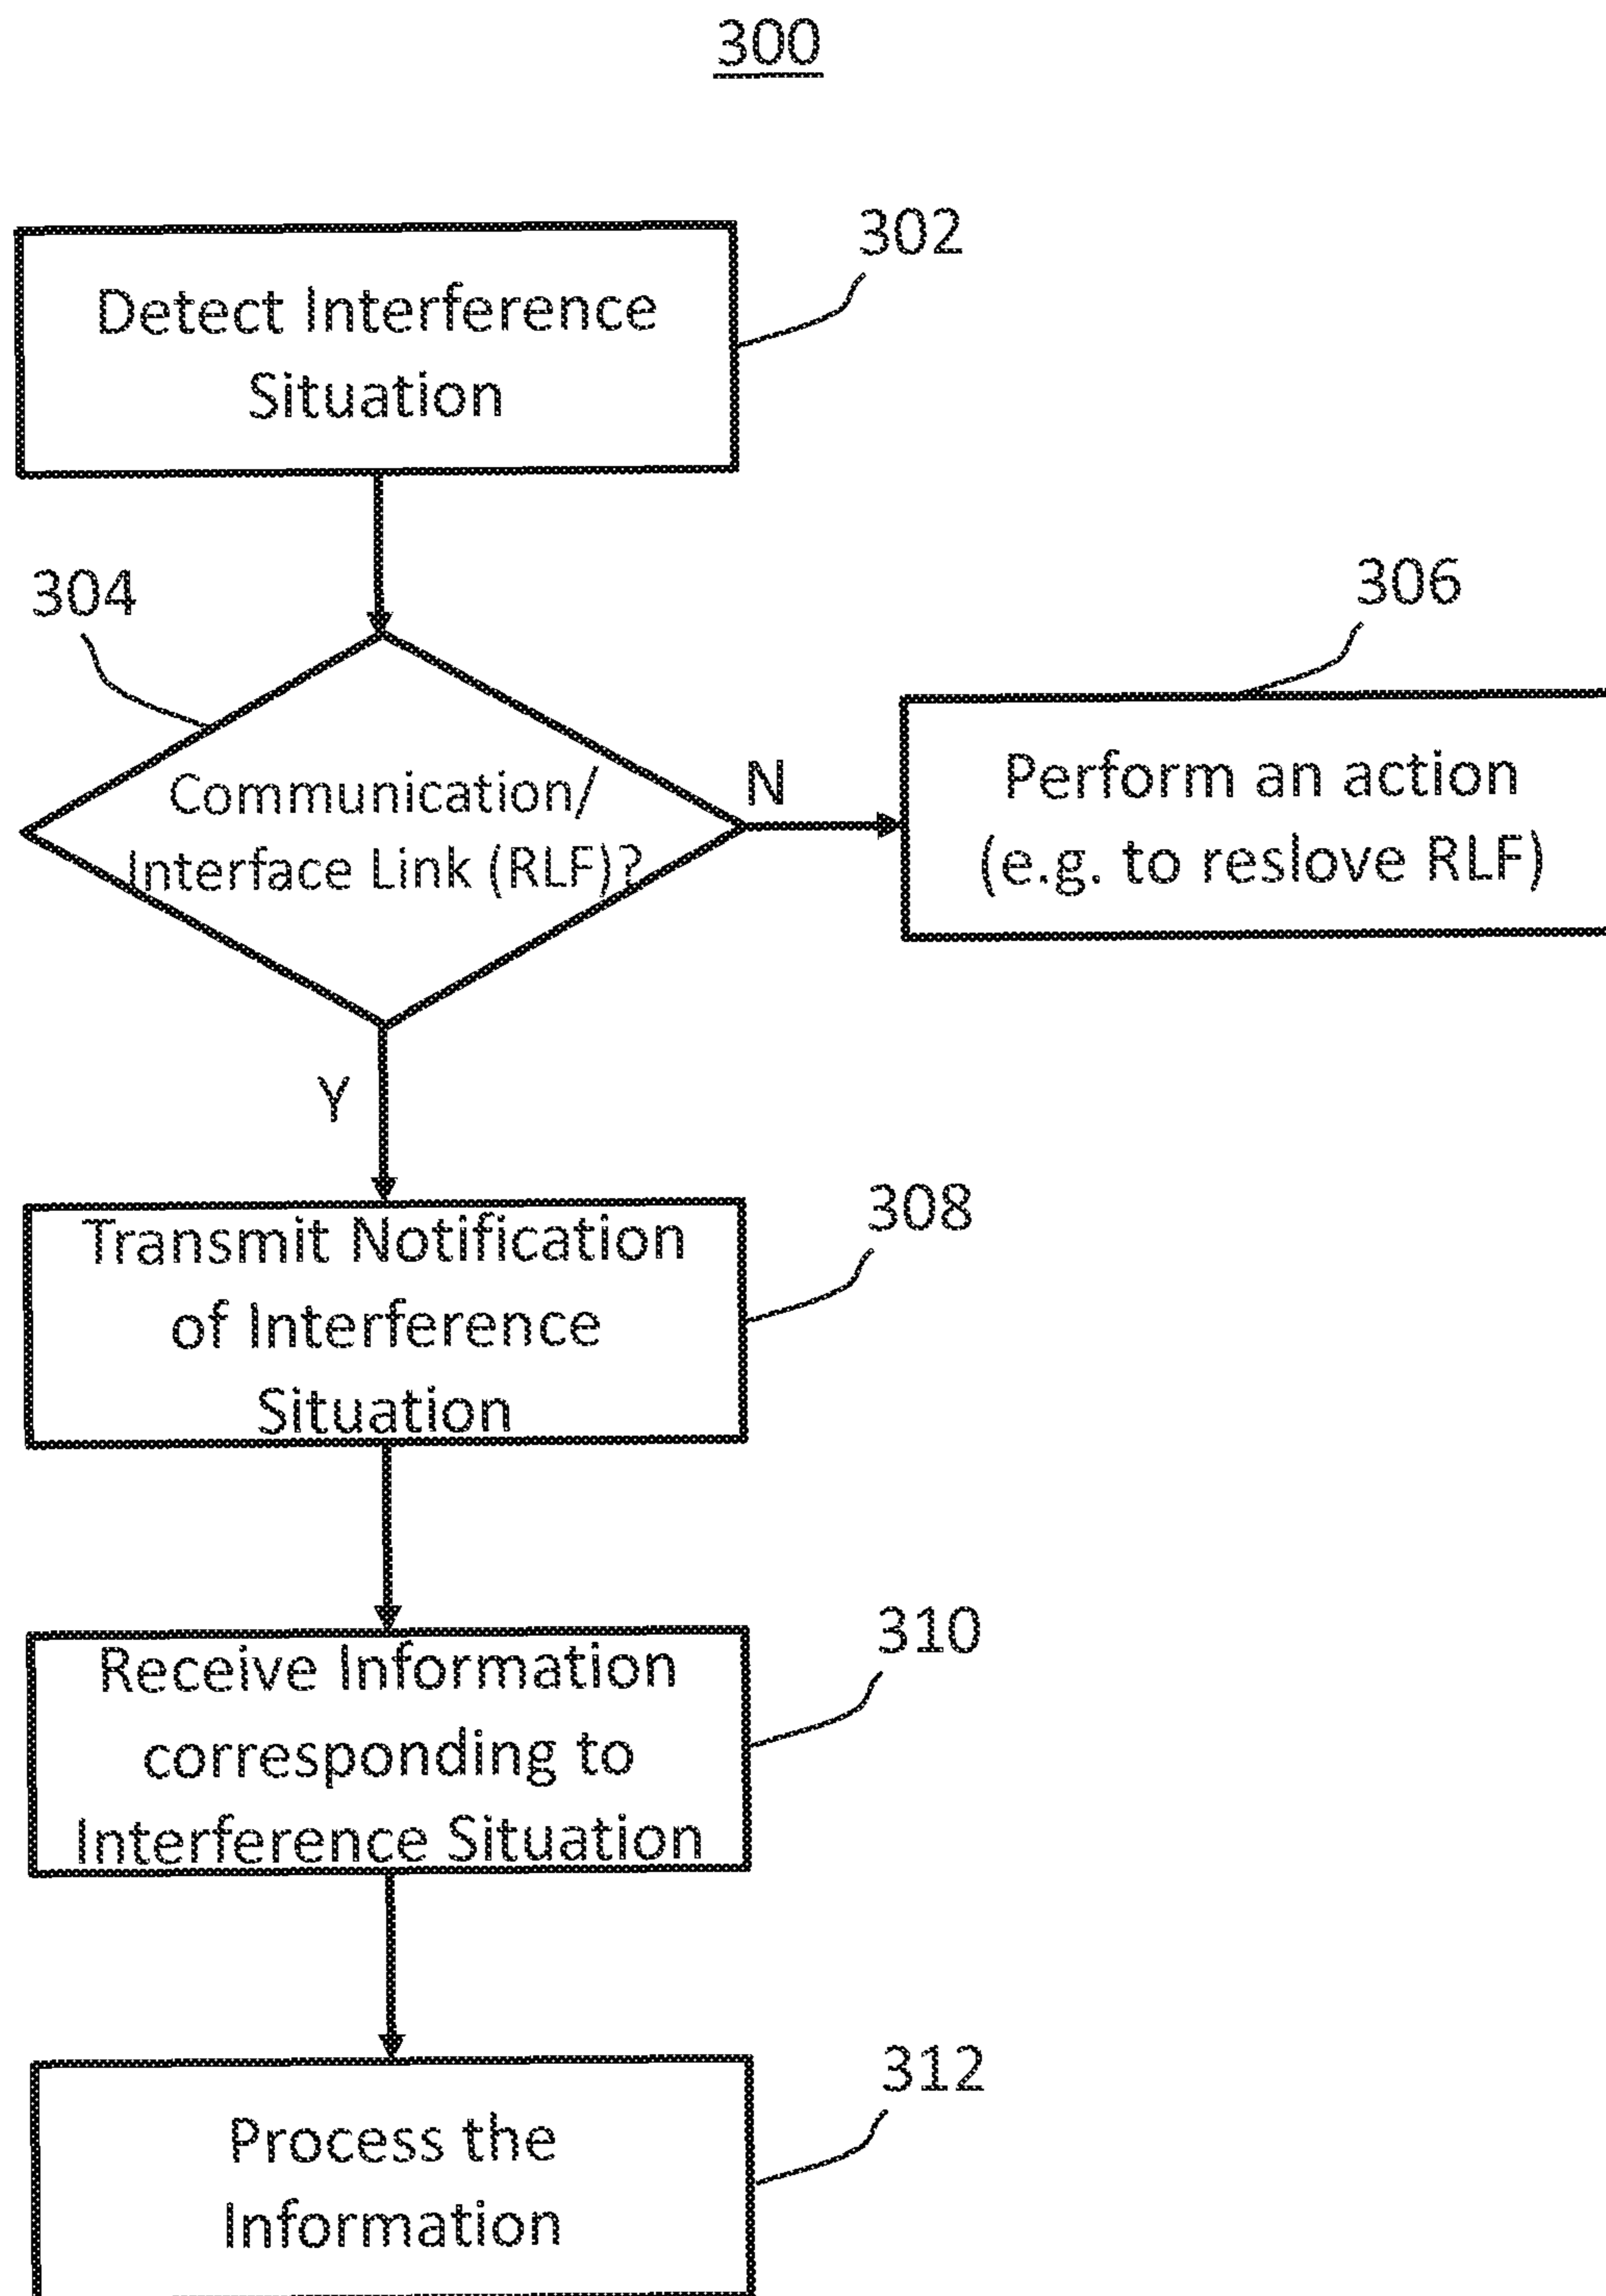 300
302
Detect Interference
Situation
304
306
Communication/
Interface Link (RLF)?
N
Perform an action
(e.g. to reslove RLF)
Y
308
Transmit Notification
of Interference
Situation
310
Receive Information
corresponding to
Interference Situation
312
Process the
Information